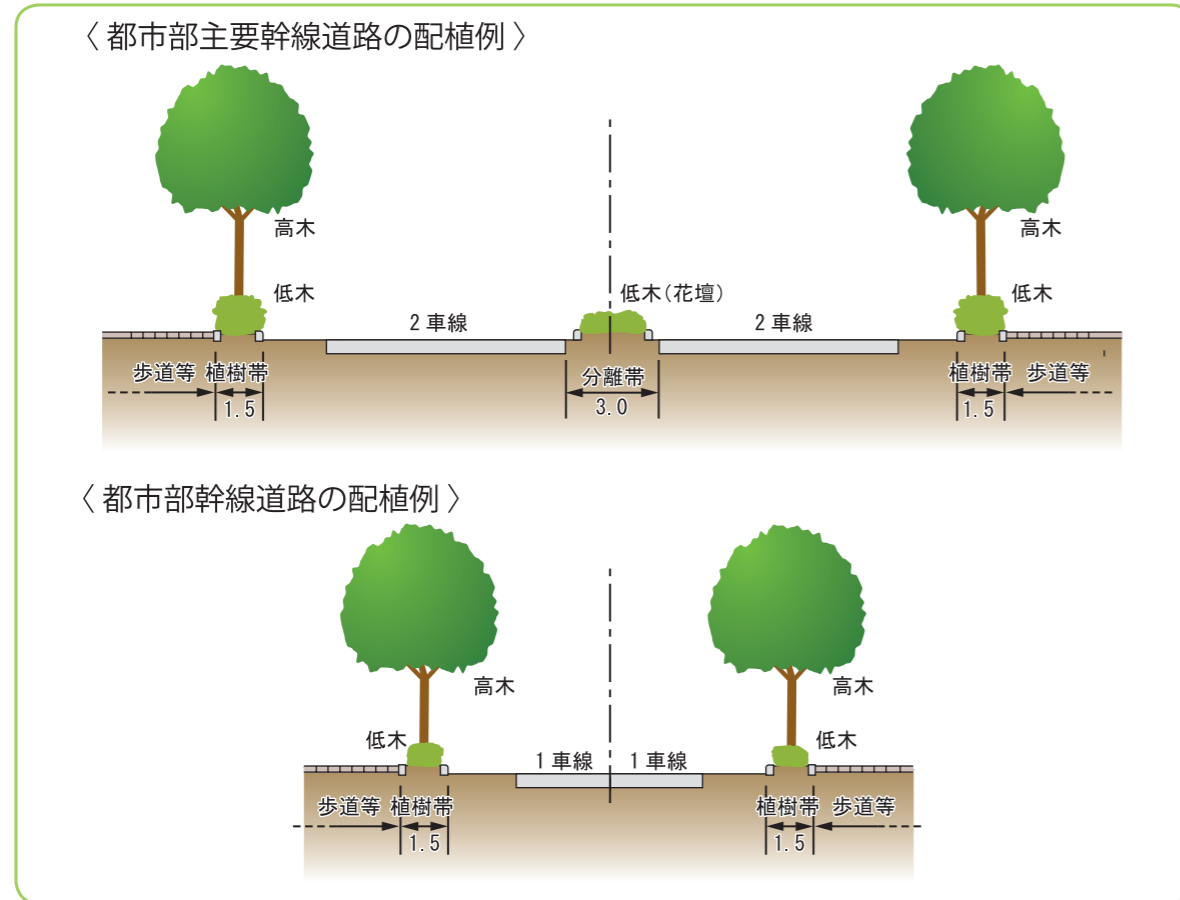 〈 都市部主要幹線道路の配植例 〉
高木
高木
低木
低木(花壇)
低木
2 車線
2 車線
歩道等
植樹帯
分離帯
植樹帯
歩道等
1.5
3.0
1.5
〈 都市部幹線道路の配植例 〉
高木
高木
低木
低木
1 車線
1 車線
歩道等
植樹帯
植樹帯
歩道等
1.5
1.5